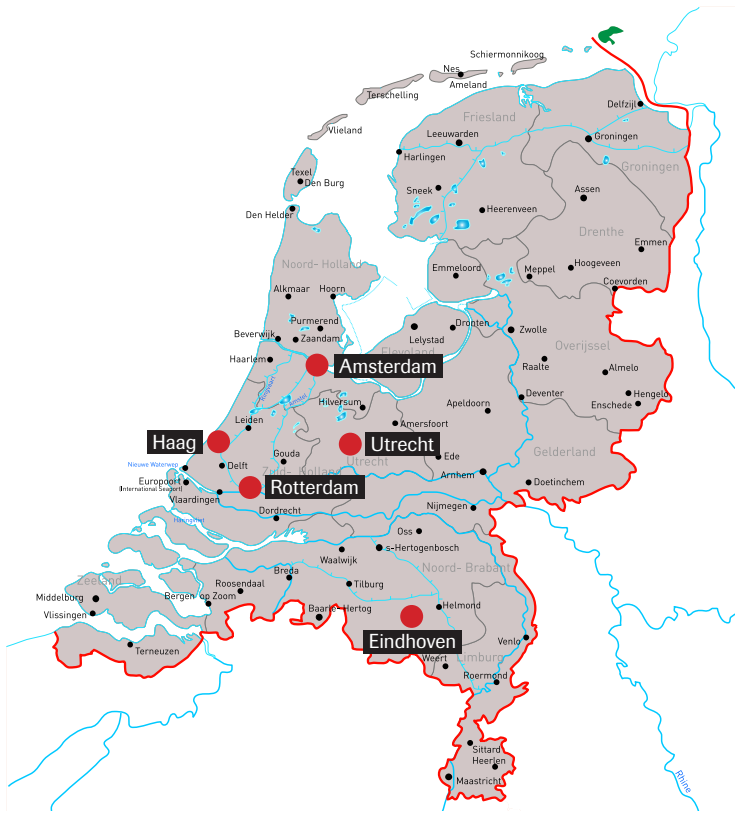 Schiermonnikoog
Nes
Ameland
Terschelling
Vlieland
Delfzijl
Friesland
Leeuwarden
Groningen
Harlingen
Groningen
Texel
Den Burg
Sneek
Assen
Den Helder
Heerenveen
Drenthe
Emmen
Noord- Holland
Emmeloord
Meppel
Hoogeveen
Coevorden
Alkmaar
Hoorn
Purmerend
Beverwijk
Zaandam
Lelystad
Dronten
Zwolle
Flevoland
Overijssel
Haarlem
Amsterdam
Raalte
Almelo
Ringvaart
Amstel
Hilversum
Apeldoorn
Deventer
Hengelo
Enschede
Leiden
Amersfoort
Haag
Utrecht
Gelderland
Nieuwe Waterwep
Delft
Gouda
Utrecht
Ede
Zuid- Holland
Arnhem
Europoort
(International Seaport)
Rotterdam
Doetinchem
Vlaardingen
Nijmegen
Dordrecht
Haringvliet
Oss
Waalwijk
s-Hertogenbosch
Noord- Brabant
Zeeland
Breda
Roosendaal
Tilburg
Middelburg
Bergen op Zoom
Vlissingen
Baarle-Hertog
Helmond
Eindhoven
Venlo
Terneuzen
Weert
Limburg
Roermond
Sittard
Heerlen
Maastricht
Rhine